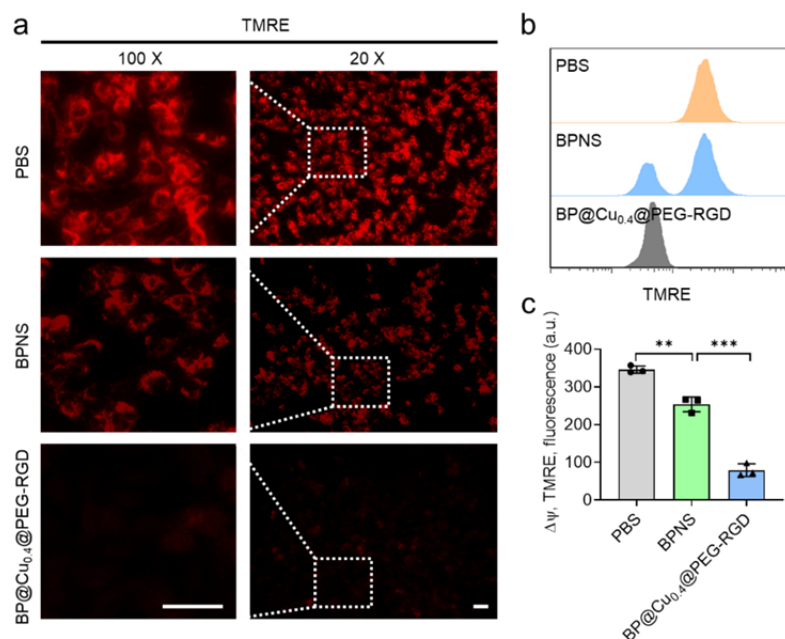 a
TMRE
100 X
20 X
PBS
BPNS
BP@Cu0.4@PEG-RGD
b
PBS
BPNS
BP@Cu0.4@PEG-RGD
TMRE
c
Δψ, TMRE, fluorescence (a.u.)
400
300
200
100
0
**
***
PBS
BPNS
BP@Cu0.4@PEG-RGD